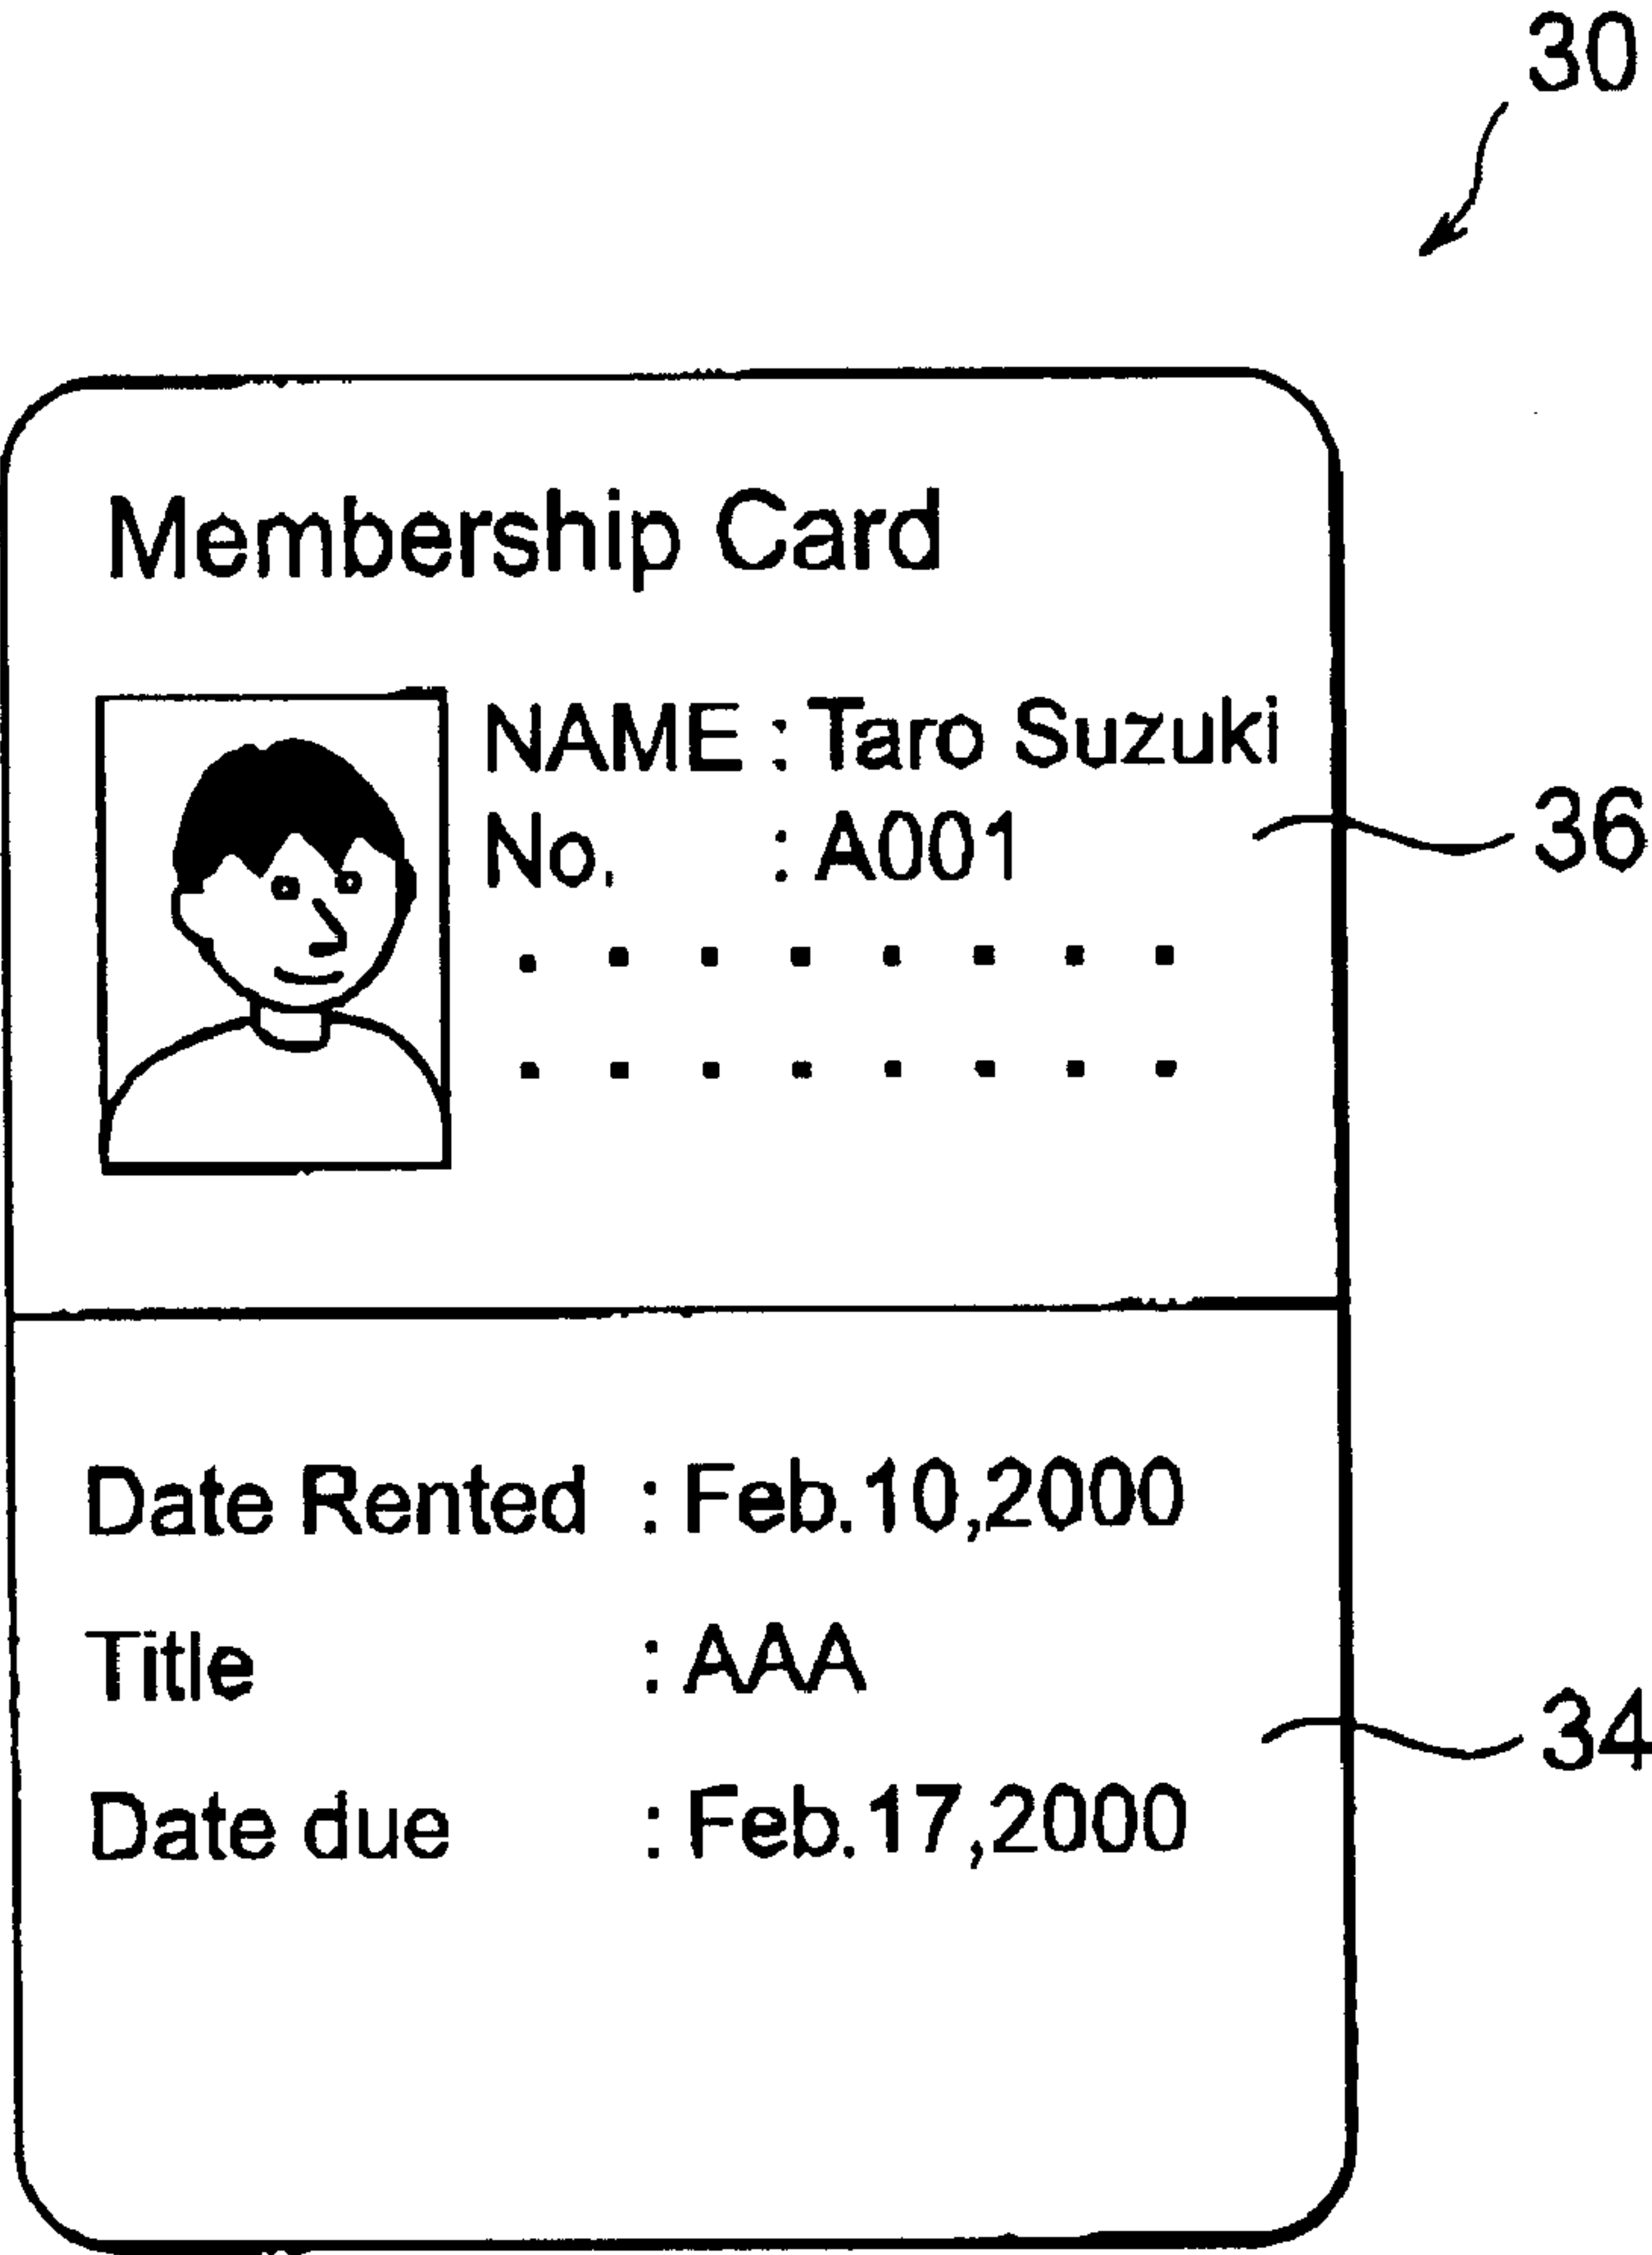 30
Membership Card
NAME : Taro Suzuki
No. : A001
36
Date Rented : Feb.10,2000
Title : AAA
34
Date due : Feb.17,2000